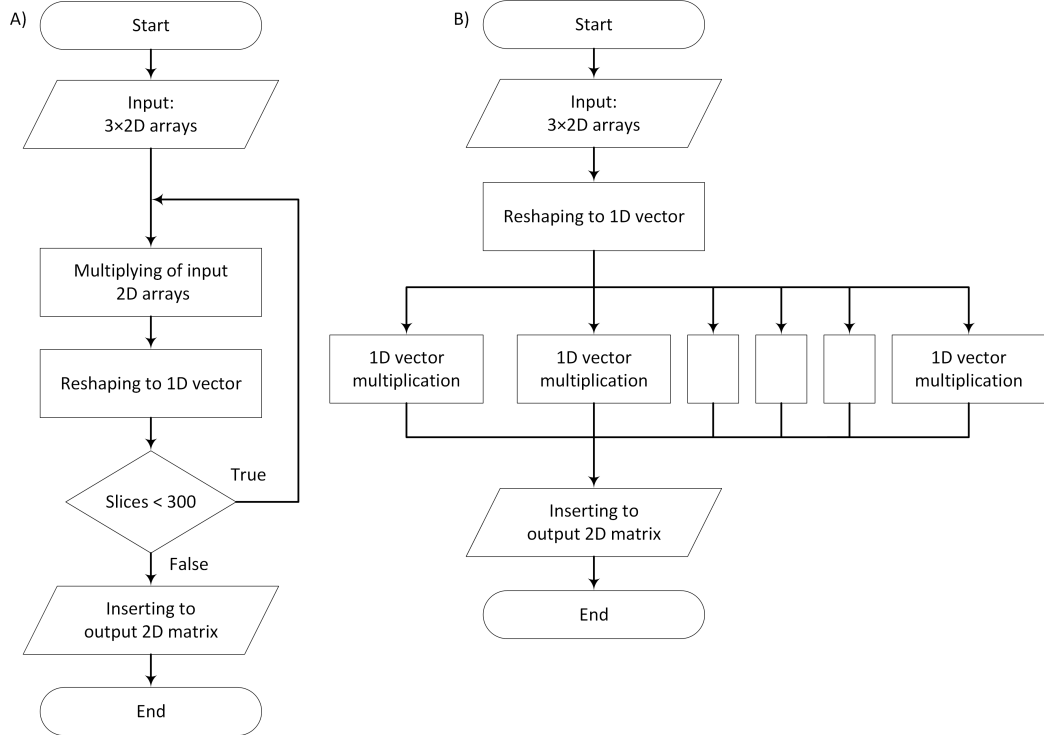 A)
Start
Input:
3×2D arrays
Multiplying of input
2D arrays
Reshaping to 1D vector
True
Slices < 300
False
Inserting to
output 2D matrix
End
B)
Start
Input:
3×2D arrays
Reshaping to 1D vector
1D vector
multiplication
1D vector
multiplication
1D vector
multiplication
Inserting to
output 2D matrix
End